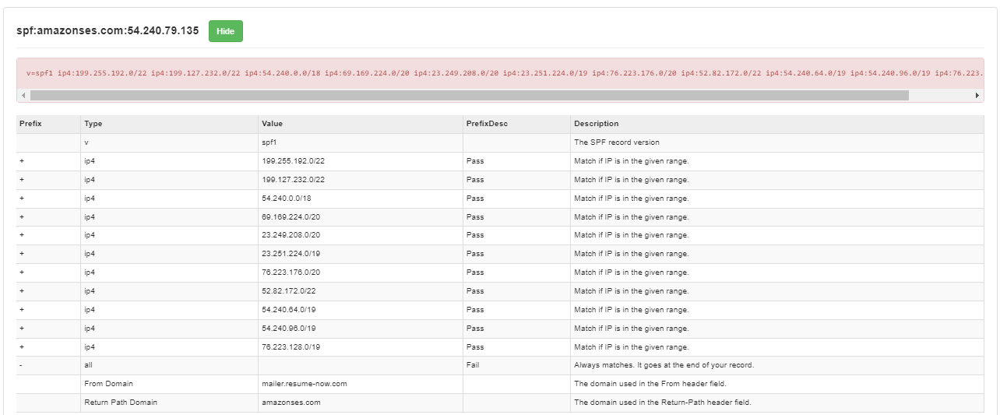 spf:amazonses.com:54.240.79.135 Hide
v=spf1 ip4:199.255.192.0/22 ip4:199.127.232.0/22 ip4:54.240.0.0/18 ip4:69.169.224.0/20 ip4:23.249.208.0/20 ip4:23.251.224.0/19 ip4:76.223.176.0/20 ip4:52.82.172.0/22 ip4:54.240.64.0/19 ip4:54.240.96.0/19 ip4:76.223.
Prefix Type Value PrefixDesc Description
v spf1 The SPF record version
+ ip4 199.255.192.0/22 Pass Match if IP is in the given range.
+ ip4 199.127.232.0/22 Pass Match if IP is in the given range.
+ ip4 54.240.0.0/18 Pass Match if IP is in the given range.
+ ip4 69.169.224.0/20 Pass Match if IP is in the given range.
+ ip4 23.249.208.0/20 Pass Match if IP is in the given range.
+ ip4 23.251.224.0/19 Pass Match if IP is in the given range.
+ ip4 76.223.176.0/20 Pass Match if IP is in the given range.
+ ip4 52.82.172.0/22 Pass Match if IP is in the given range.
+ ip4 54.240.64.0/19 Pass Match if IP is in the given range.
+ ip4 54.240.96.0/19 Pass Match if IP is in the given range.
+ ip4 76.223.128.0/19 Pass Match if IP is in the given range.
- all Fail Always matches. It goes at the end of your record.
From Domain mailer.resume-now.com The domain used in the From header field.
Return Path Domain amazonses.com The domain used in the Return-Path header field.